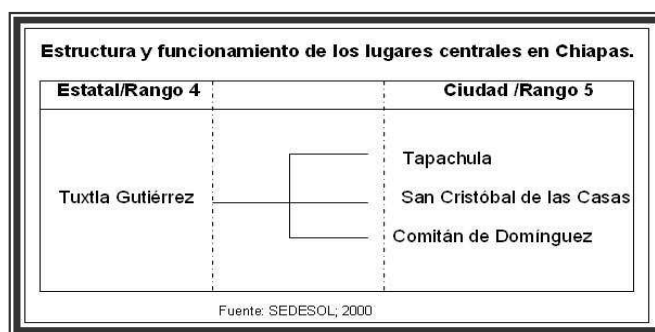 Estructura y funcionamiento de los lugares centrales en Chiapas.
Estatal/Rango 4
Ciudad /Rango 5
Tapachula
Tuxtla Gutiérrez
San Cristóbal de las Casas
Comitán de Domínguez
Fuente: SEDESOL; 2000